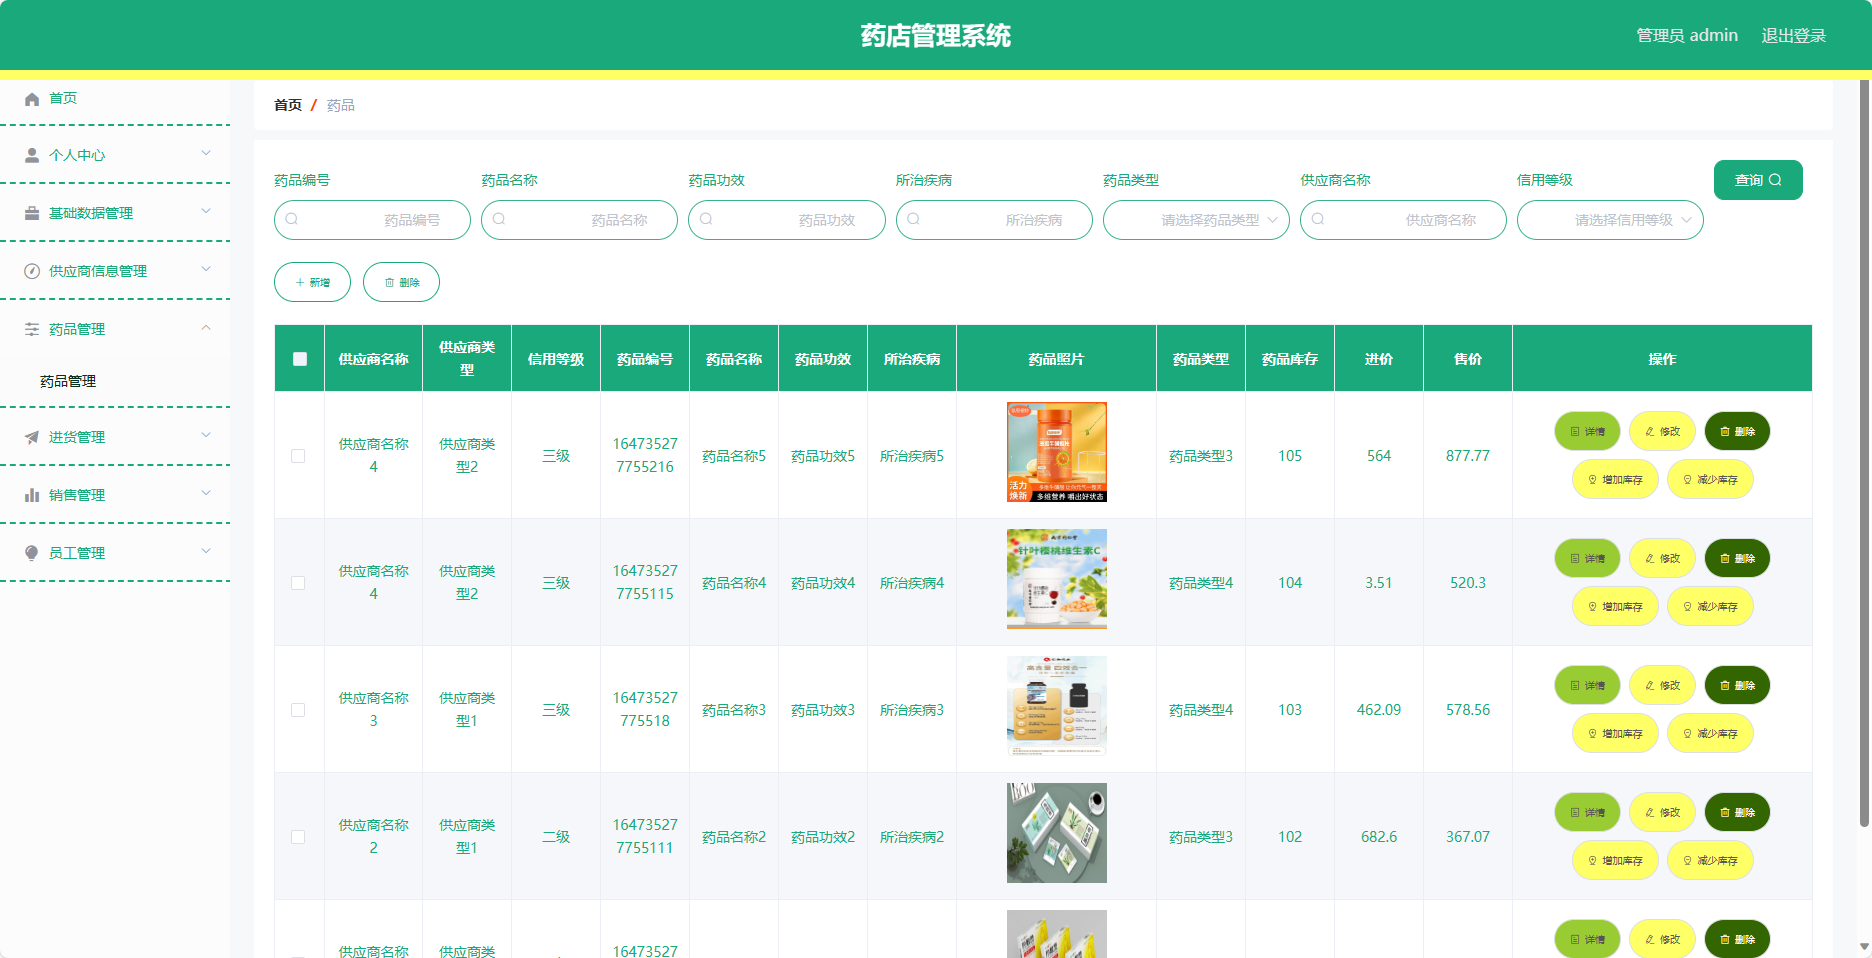 药店管理系统
管理员 admin
退出登录
首页
个人中心
基础数据管理
供应商信息管理
药品管理
药品管理
进货管理
销售管理
员工管理
首页 / 药品
药品编号 药品名称 药品功效 所治疾病 药品类型 供应商名称 信用等级
药品编号 药品名称 药品功效 所治疾病 请选择药品类型 供应商名称 请选择信用等级
查询
新增 删除
供应商名称 供应商类型 信用等级 药品编号 药品名称 药品功效 所治疾病 药品照片 药品类型 药品库存 进价 售价 操作
供应商名称4 供应商类型2 三级 164735277755216 药品名称5 药品功效5 所治疾病5 药品类型3 105 564 877.77
活力
焕新
多维营养 嚼出好状态
详情 修改 删除
增加库存 减少库存
供应商名称4 供应商类型2 三级 164735277755115 药品名称4 药品功效4 所治疾病4 药品类型4 104 3.51 520.3
针叶樱桃维生素C
详情 修改 删除
增加库存 减少库存
供应商名称3 供应商类型1 三级 16473527775518 药品名称3 药品功效3 所治疾病3 药品类型4 103 462.09 578.56
详情 修改 删除
增加库存 减少库存
供应商名称2 供应商类型1 二级 164735277755111 药品名称2 药品功效2 所治疾病2 药品类型3 102 682.6 367.07
详情 修改 删除
增加库存 减少库存
供应商名称 供应商类 16473527
详情 修改 删除